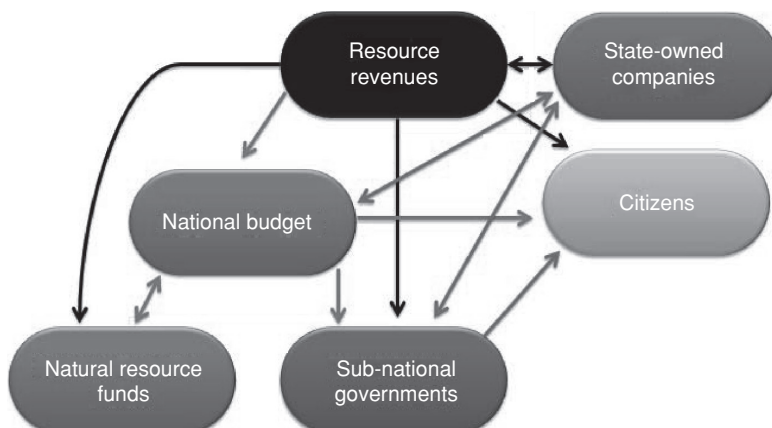 Resource
revenues
State-owned
companies
National budget
Citizens
Natural resource
funds
Sub-national
governments